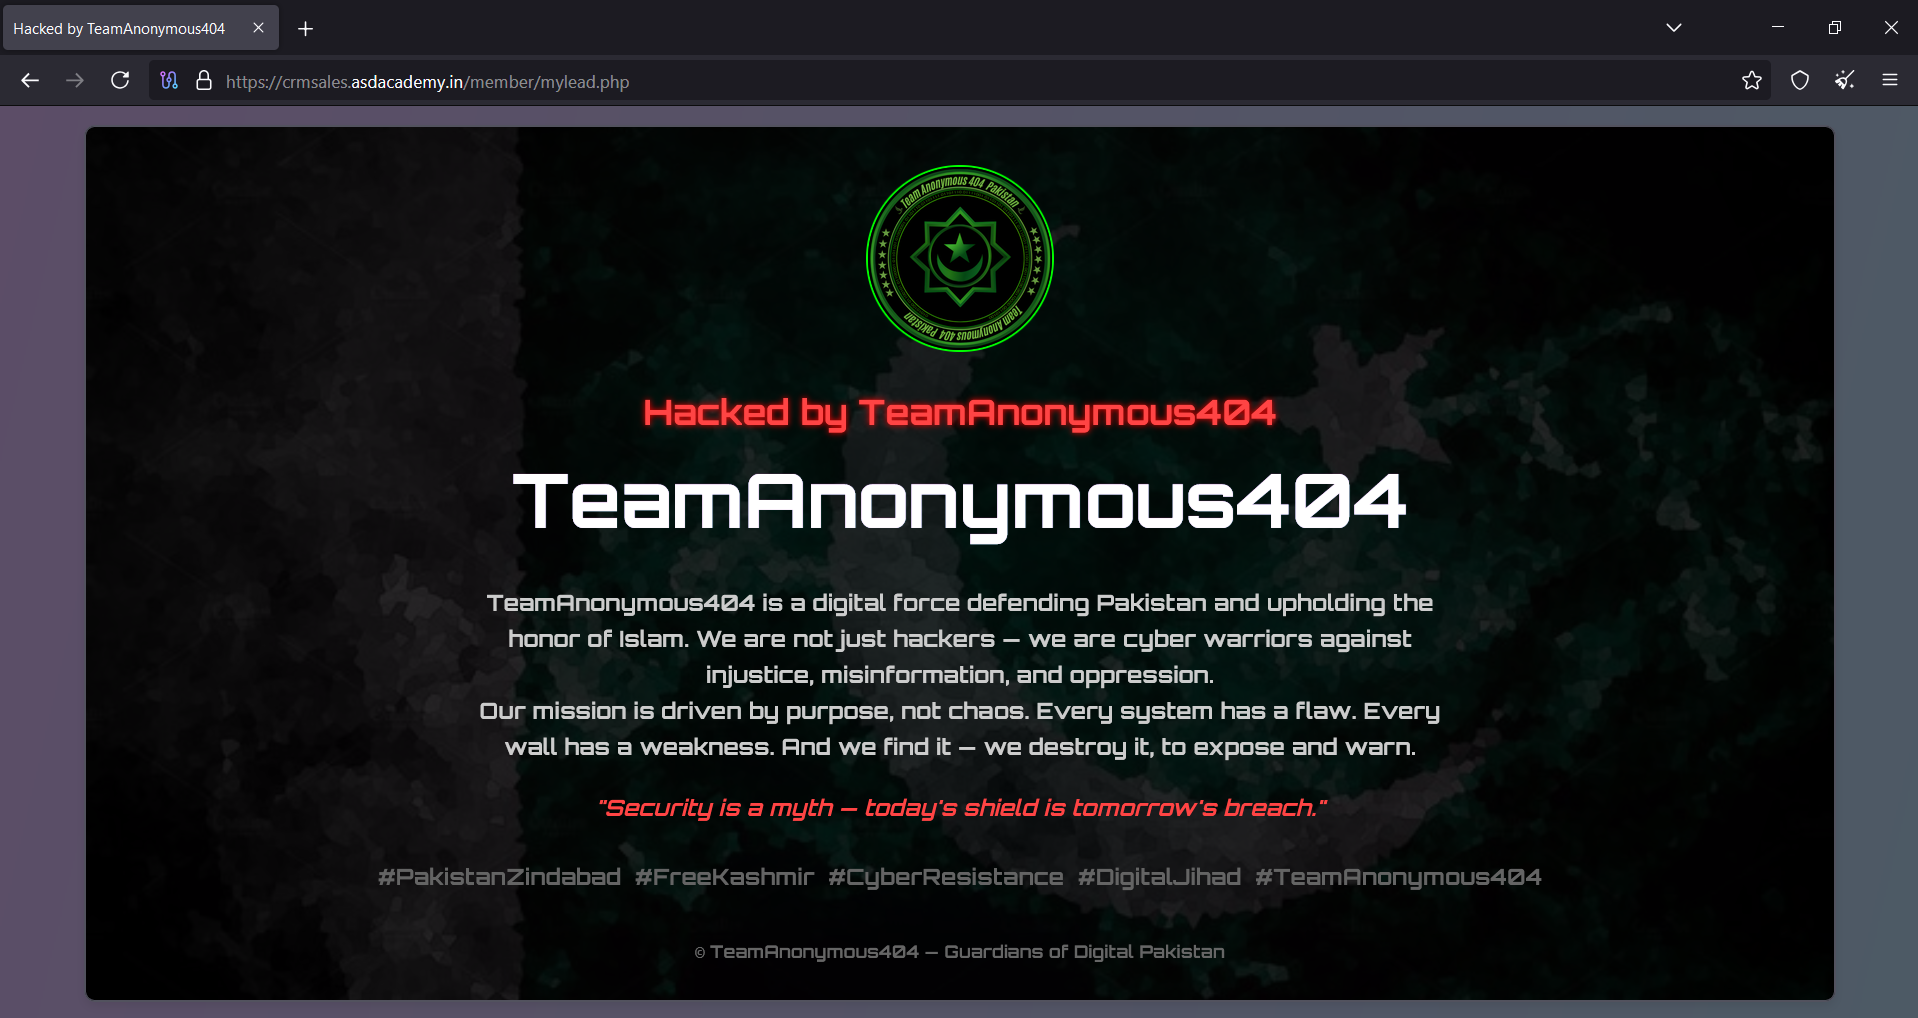 Hacked by TeamAnonymous404
https://crmsales.asdacademy.in/member/mylead.php
Team Anonymous 404 Pakistan
Team Anonymous 404 Pakistan
Hacked by TeamAnonymous404
TeamAnonymous404
TeamAnonymous404 is a digital force defending Pakistan and upholding the
honor of Islam. We are not just hackers — we are cyber warriors against
injustice, misinformation, and oppression.
Our mission is driven by purpose, not chaos. Every system has a flaw. Every
wall has a weakness. And we find it — we destroy it, to expose and warn.
"Security is a myth — today's shield is tomorrow's breach."
#PakistanZindabad #FreeKashmir #CyberResistance #DigitalJihad #TeamAnonymous404
© TeamAnonymous404 — Guardians of Digital Pakistan